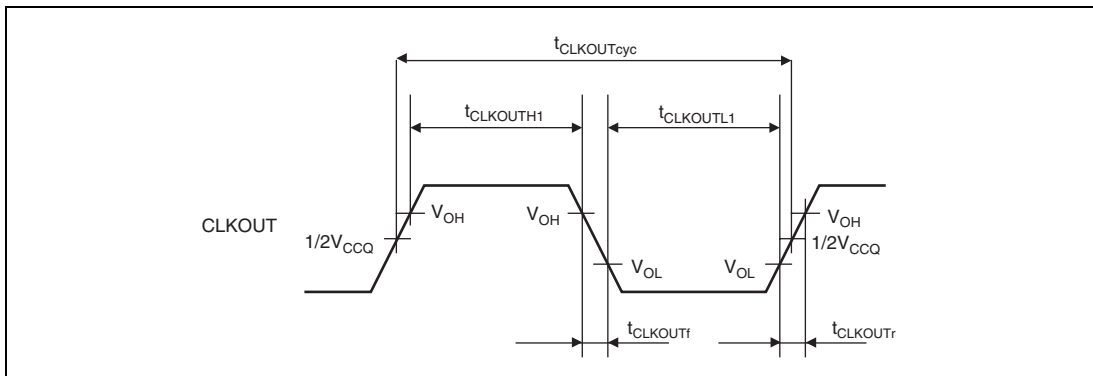 tCLKOUTcyc
tCLKOUTH1
tCLKOUTL1
CLKOUT
VOH
VOH
VOH
1/2VCCQ
1/2VCCQ
VOL
VOL
tCLKOUTf
tCLKOUTr